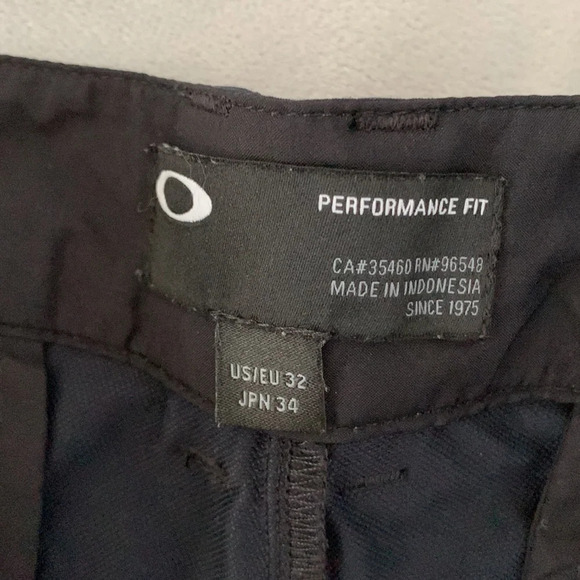 PERFORMANCE FIT
CA#35460 RN#96548
MADE IN INDONESIA
SINCE 1975
US/EU 32
JPN 34